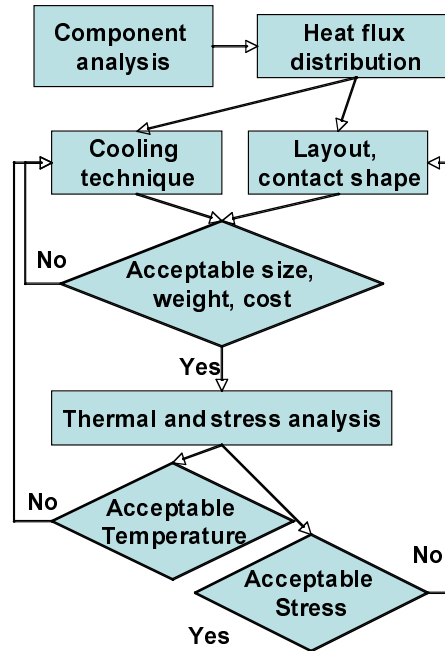 Component
analysis
Heat flux
distribution
Cooling
technique
Layout,
contact shape
No
Acceptable size,
weight, cost
Yes
Thermal and stress analysis
No
Acceptable
Temperature
No
Acceptable
Stress
Yes